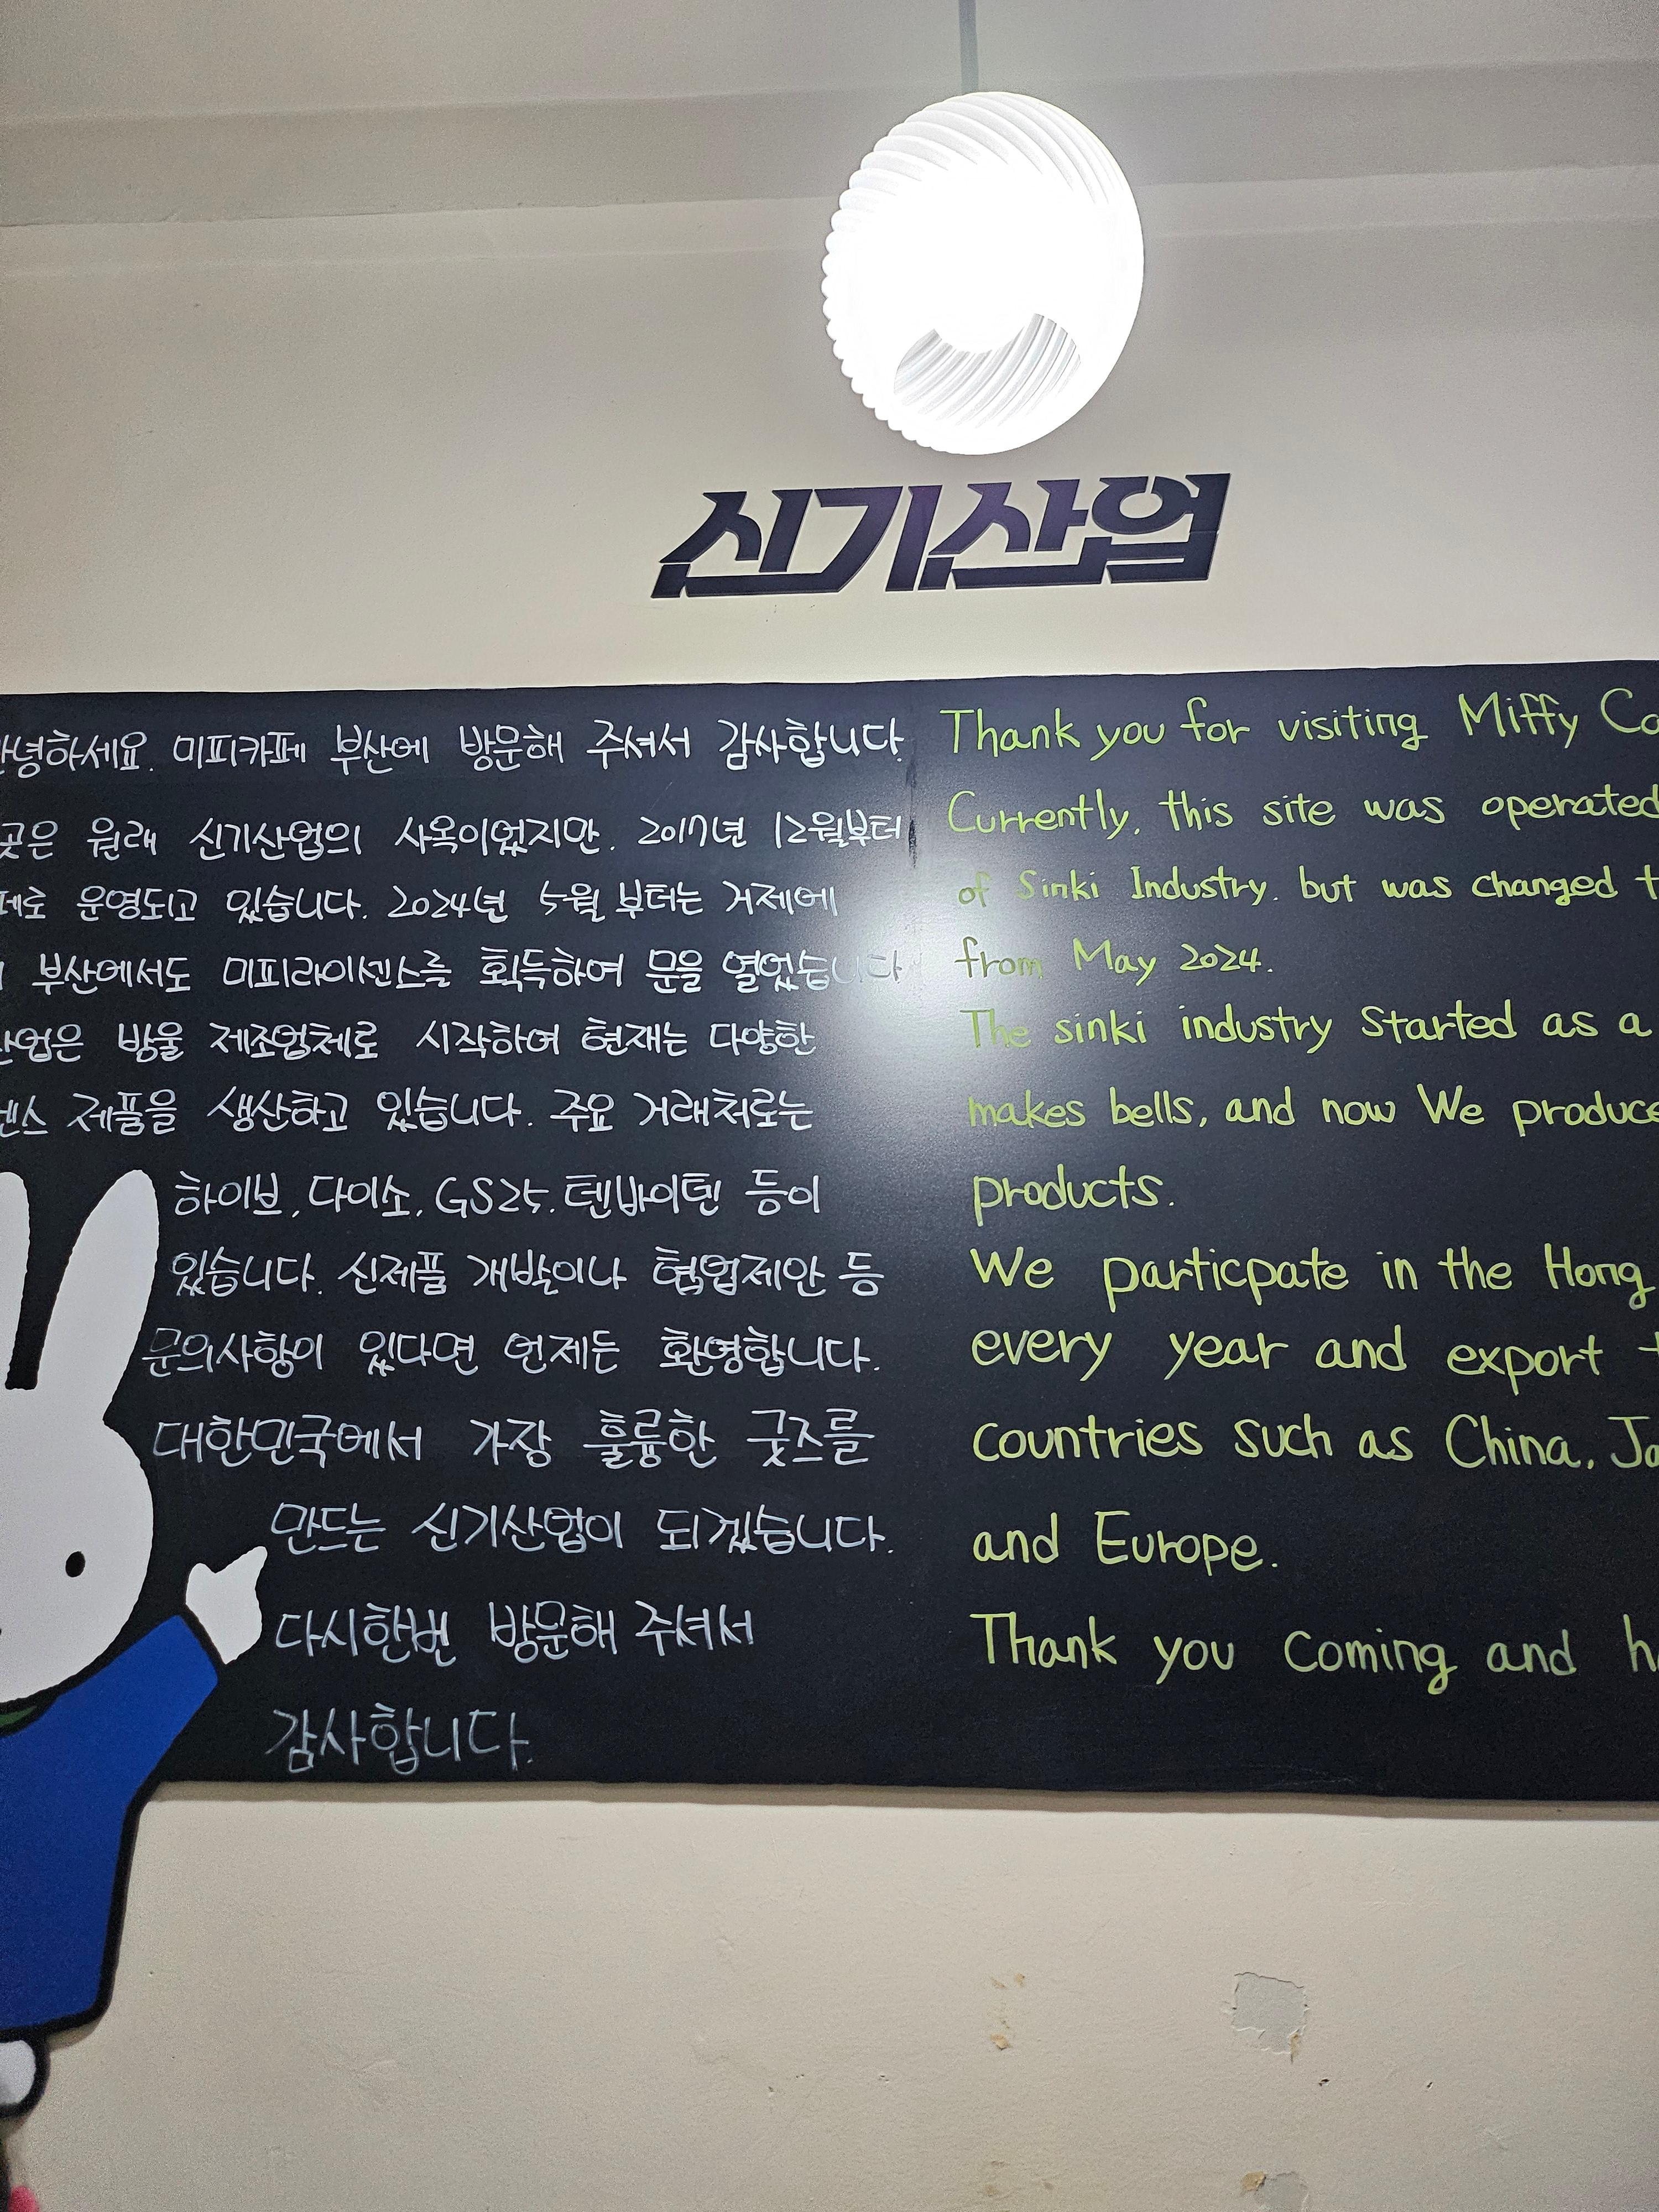 신기산업
안녕하세요. 미피카페 부산에 방문해 주셔서 감사합니다.
곳은 원래 신기산업의 사옥이었지만. 2017년 12월부터
페로 운영되고 있습니다. 2024년 5월 부터는 거제에
부산에서도 미피라이센스를 획득하여 문을 열었습니다
산업은 방울 제조업체로 시작하여 현재는 다양한
센스 제품을 생산하고 있습니다. 주요 거래처로는
하이브, 다이소, GS25. 텐바이텐 등이
있습니다. 신제품 개발이나 협업제안 등
문의사항이 있다면 언제든 환영합니다.
대한민국에서 가장 훌륭한 굿즈를
만드는 신기산업이 되겠습니다.
다시한번 방문해 주셔서
감사합니다.
Thank you for visiting Miffy Ca
Currently, this site was operated
of Sinki Industry. but was changed t
from May 2024.
The sinki industry started as a
makes bells, and now We produce
products.
We particpate in the Hong
every year and export t
countries such as China, Ja
and Europe.
Thank you coming and h